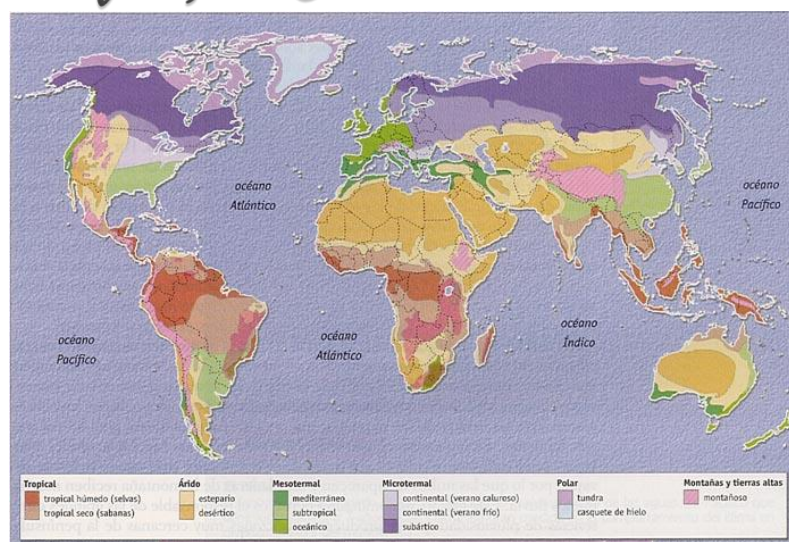 océano
Atlántico
océano
Pacífico
océano
Pacífico
océano
Atlántico
océano
Índico
Tropical
tropical húmedo (selvas)
tropical seco (sabanas)
Árido
estepario
desértico
Mesotermal
mediterráneo
subtropical
oceánico
Microtermal
continental (verano caluroso)
continental (verano frío)
subártico
Polar
tundra
casquete de hielo
Montañas y tierras altas
montañoso